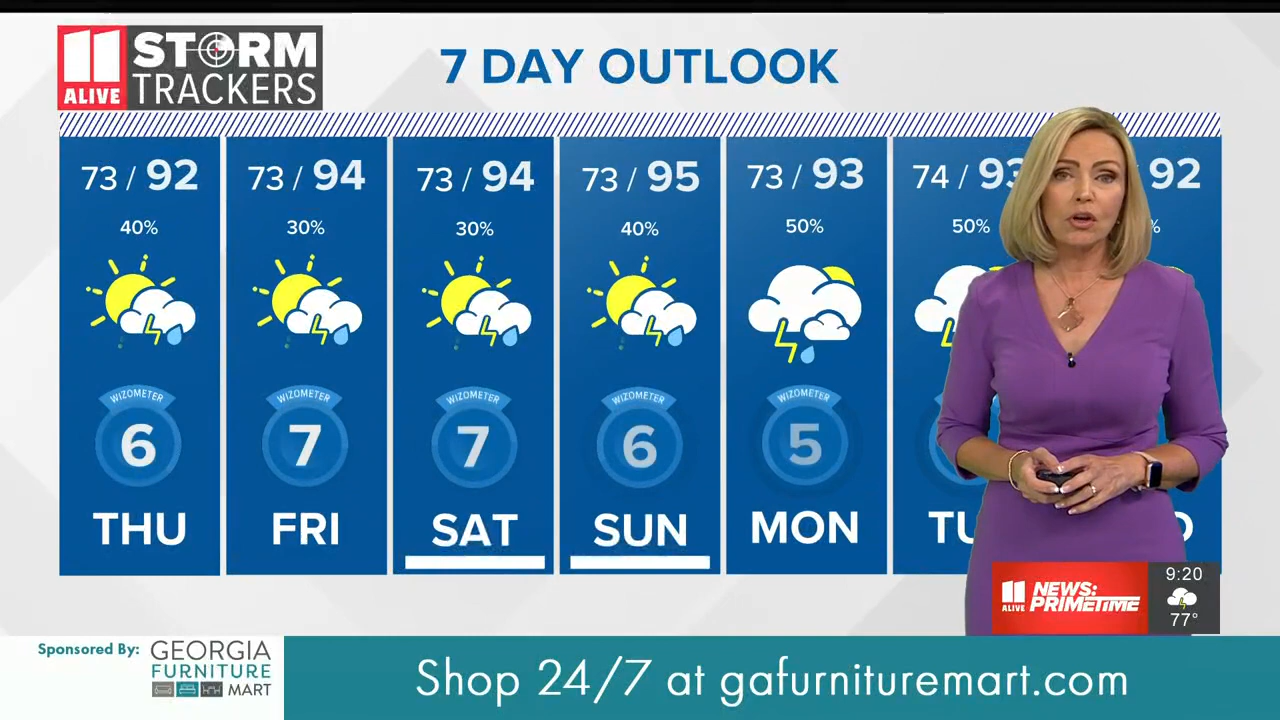 11 ALIVE
STORM
TRACKERS
7 DAY OUTLOOK
73 / 92
73 / 94
73 / 94
73 / 95
73 / 93
74 / 93
92
40%
30%
30%
40%
50%
50%
%
WIZOMETER
WIZOMETER
WIZOMETER
WIZOMETER
WIZOMETER
6
7
7
6
5
THU
FRI
SAT
SUN
MON
TU
D
11 ALIVE
NEWS:
PRIMETIME
9:20
77°
Sponsored By:
GEORGIA
FURNITURE
MART
Shop 24/7 at gafurnituremart.com